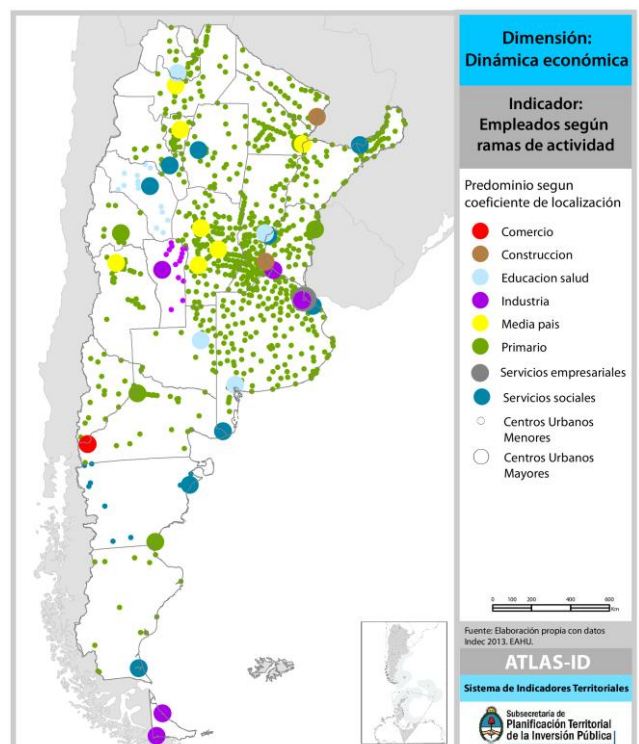 Dimensión:
Dinámica económica
Indicador:
Empleados según
ramas de actividad
Predominio segun
coeficiente de localización
Comercio
Construccion
Educacion salud
Industria
Media pais
Primario
Servicios empresariales
Servicios sociales
Centros Urbanos
Menores
Centros Urbanos
Mayores
0 100 200 400 600
Km
Fuente: Elaboración propia con datos
Indec 2013. EAHU.
ATLAS-ID
Sistema de Indicadores Territoriales
Subsecretaría de
Planificación Territorial
de la Inversión Pública